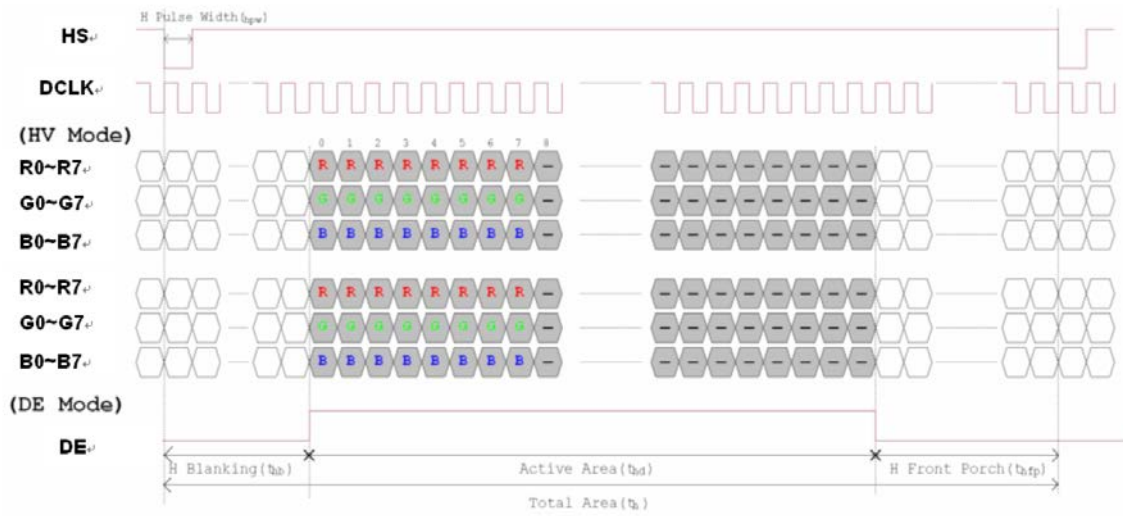 H Pulse Width(thpw)
HS
DCLK
(HV Mode)
0 1 2 3 4 5 6 7 8
R0~R7 R R R R R R R R - - - - - - - - -
G0~G7 G G G G G G G G - - - - - - - - -
B0~B7 B B B B B B B B - - - - - - - - -
R0~R7 R R R R R R R R - - - - - - - - -
G0~G7 G G G G G G G G - - - - - - - - -
B0~B7 B B B B B B B B - - - - - - - - -
(DE Mode)
DE
H Blanking(thb) Active Area(thd) H Front Porch(thfp)
Total Area(th)